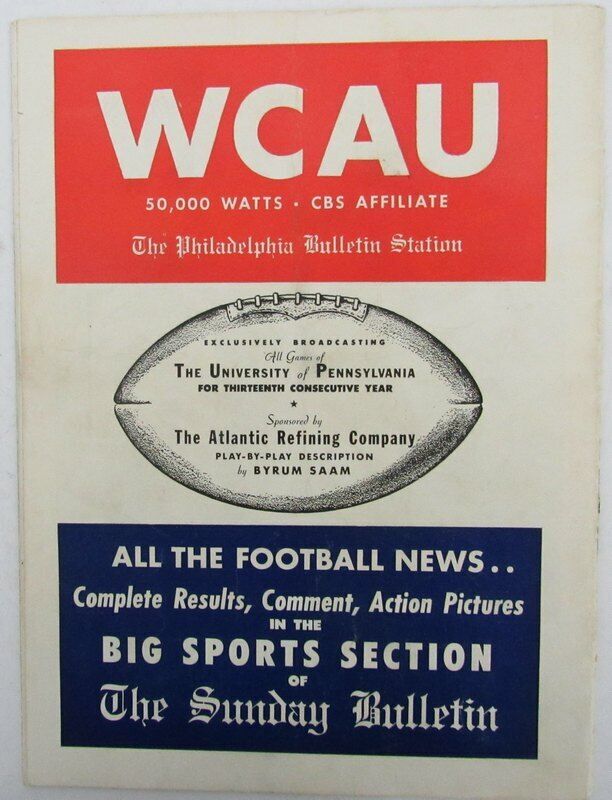 WCAU
50,000 WATTS · CBS AFFILIATE
The Philadelphia Bulletin Station
EXCLUSIVELY BROADCASTING
All Games of
THE UNIVERSITY of PENNSYLVANIA
FOR THIRTEENTH CONSECUTIVE YEAR
★
Sponsored by
The Atlantic Refining Company
PLAY-BY-PLAY DESCRIPTION
by BYRUM SAAM
ALL THE FOOTBALL NEWS..
Complete Results, Comment, Action Pictures
IN THE
BIG SPORTS SECTION
OF
The Sunday Bulletin